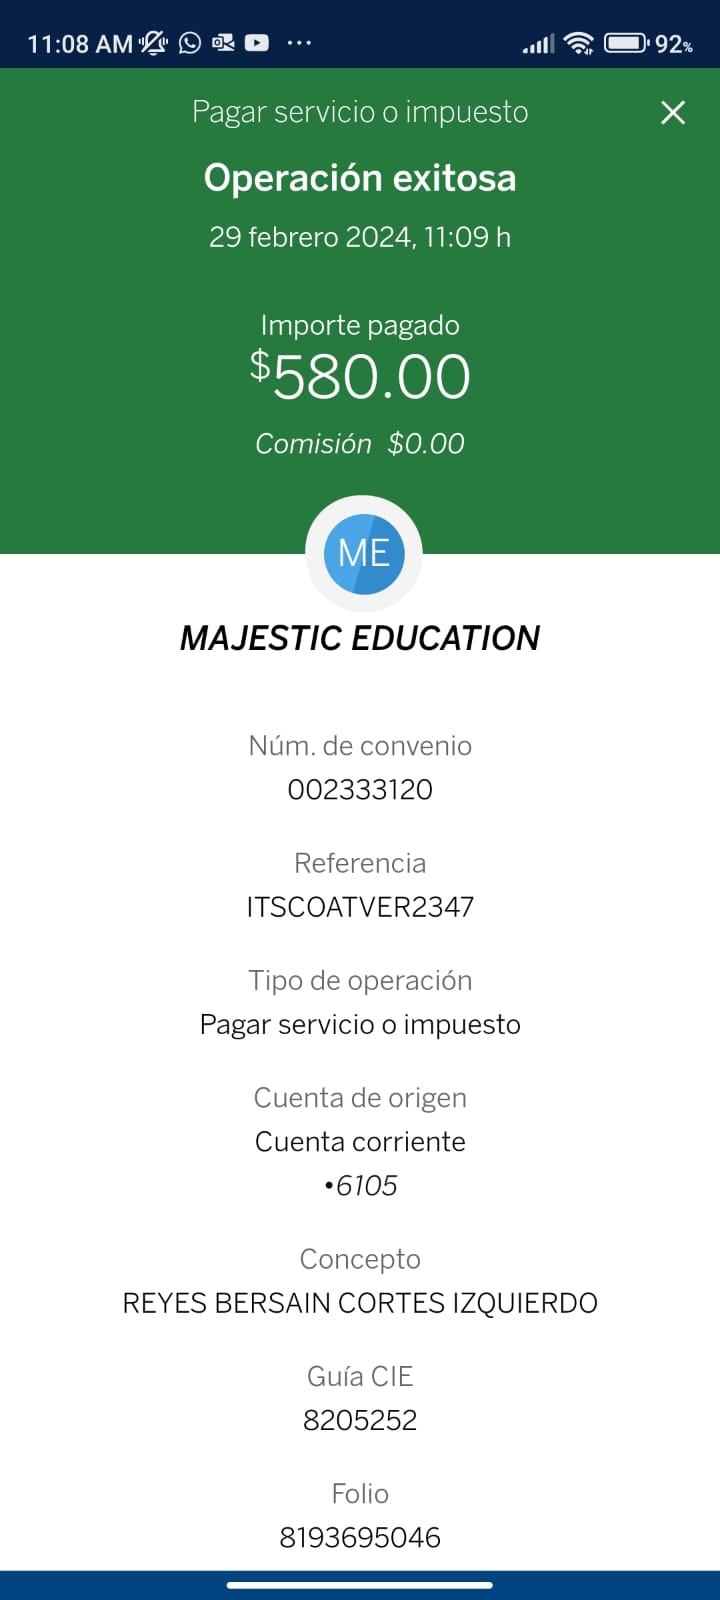 11:08 AM ... 92%
Pagar servicio o impuesto
Operación exitosa
29 febrero 2024, 11:09 h
Importe pagado
$580.00
Comisión $0.00
ME
MAJESTIC EDUCATION
Núm. de convenio
002333120
Referencia
ITSCOATVER2347
Tipo de operación
Pagar servicio o impuesto
Cuenta de origen
Cuenta corriente
•6105
Concepto
REYES BERSAIN CORTES IZQUIERDO
Guía CIE
8205252
Folio
8193695046